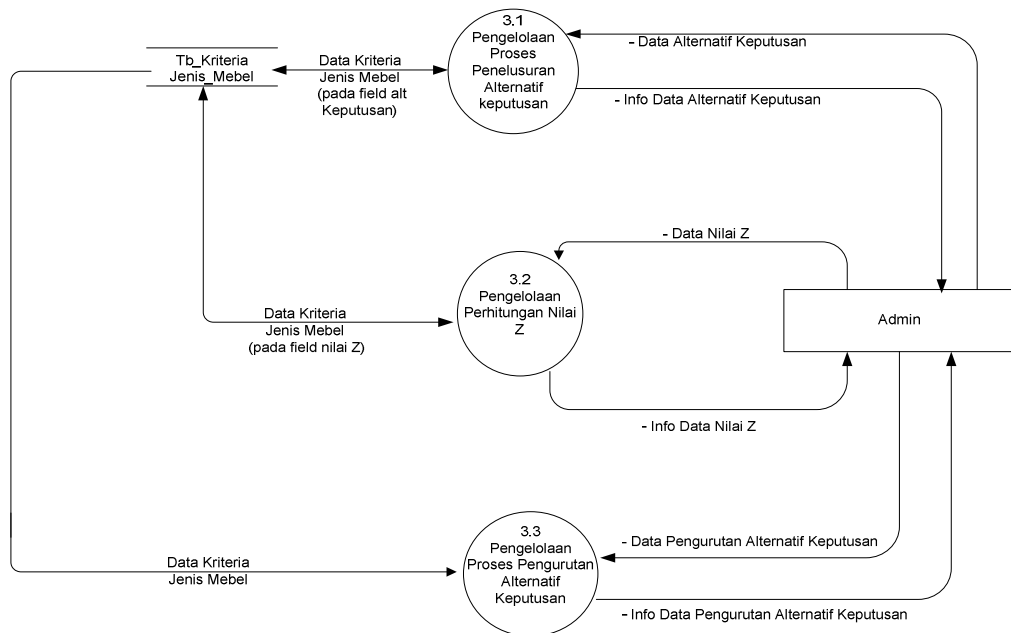 3.1
Pengelolaan
Proses
Penelusuran
Alternatif
keputusan
- Data Alternatif Keputusan
Tb_Kriteria
Jenis_Mebel
Data Kriteria
Jenis Mebel
(pada field alt
Keputusan)
- Info Data Alternatif Keputusan
- Data Nilai Z
3.2
Pengelolaan
Perhitungan Nilai
Z
Data Kriteria
Jenis Mebel
(pada field nilai Z)
Admin
- Info Data Nilai Z
3.3
Pengelolaan
Proses Pengurutan
Alternatif
Keputusan
- Data Pengurutan Alternatif Keputusan
Data Kriteria
Jenis Mebel
- Info Data Pengurutan Alternatif Keputusan